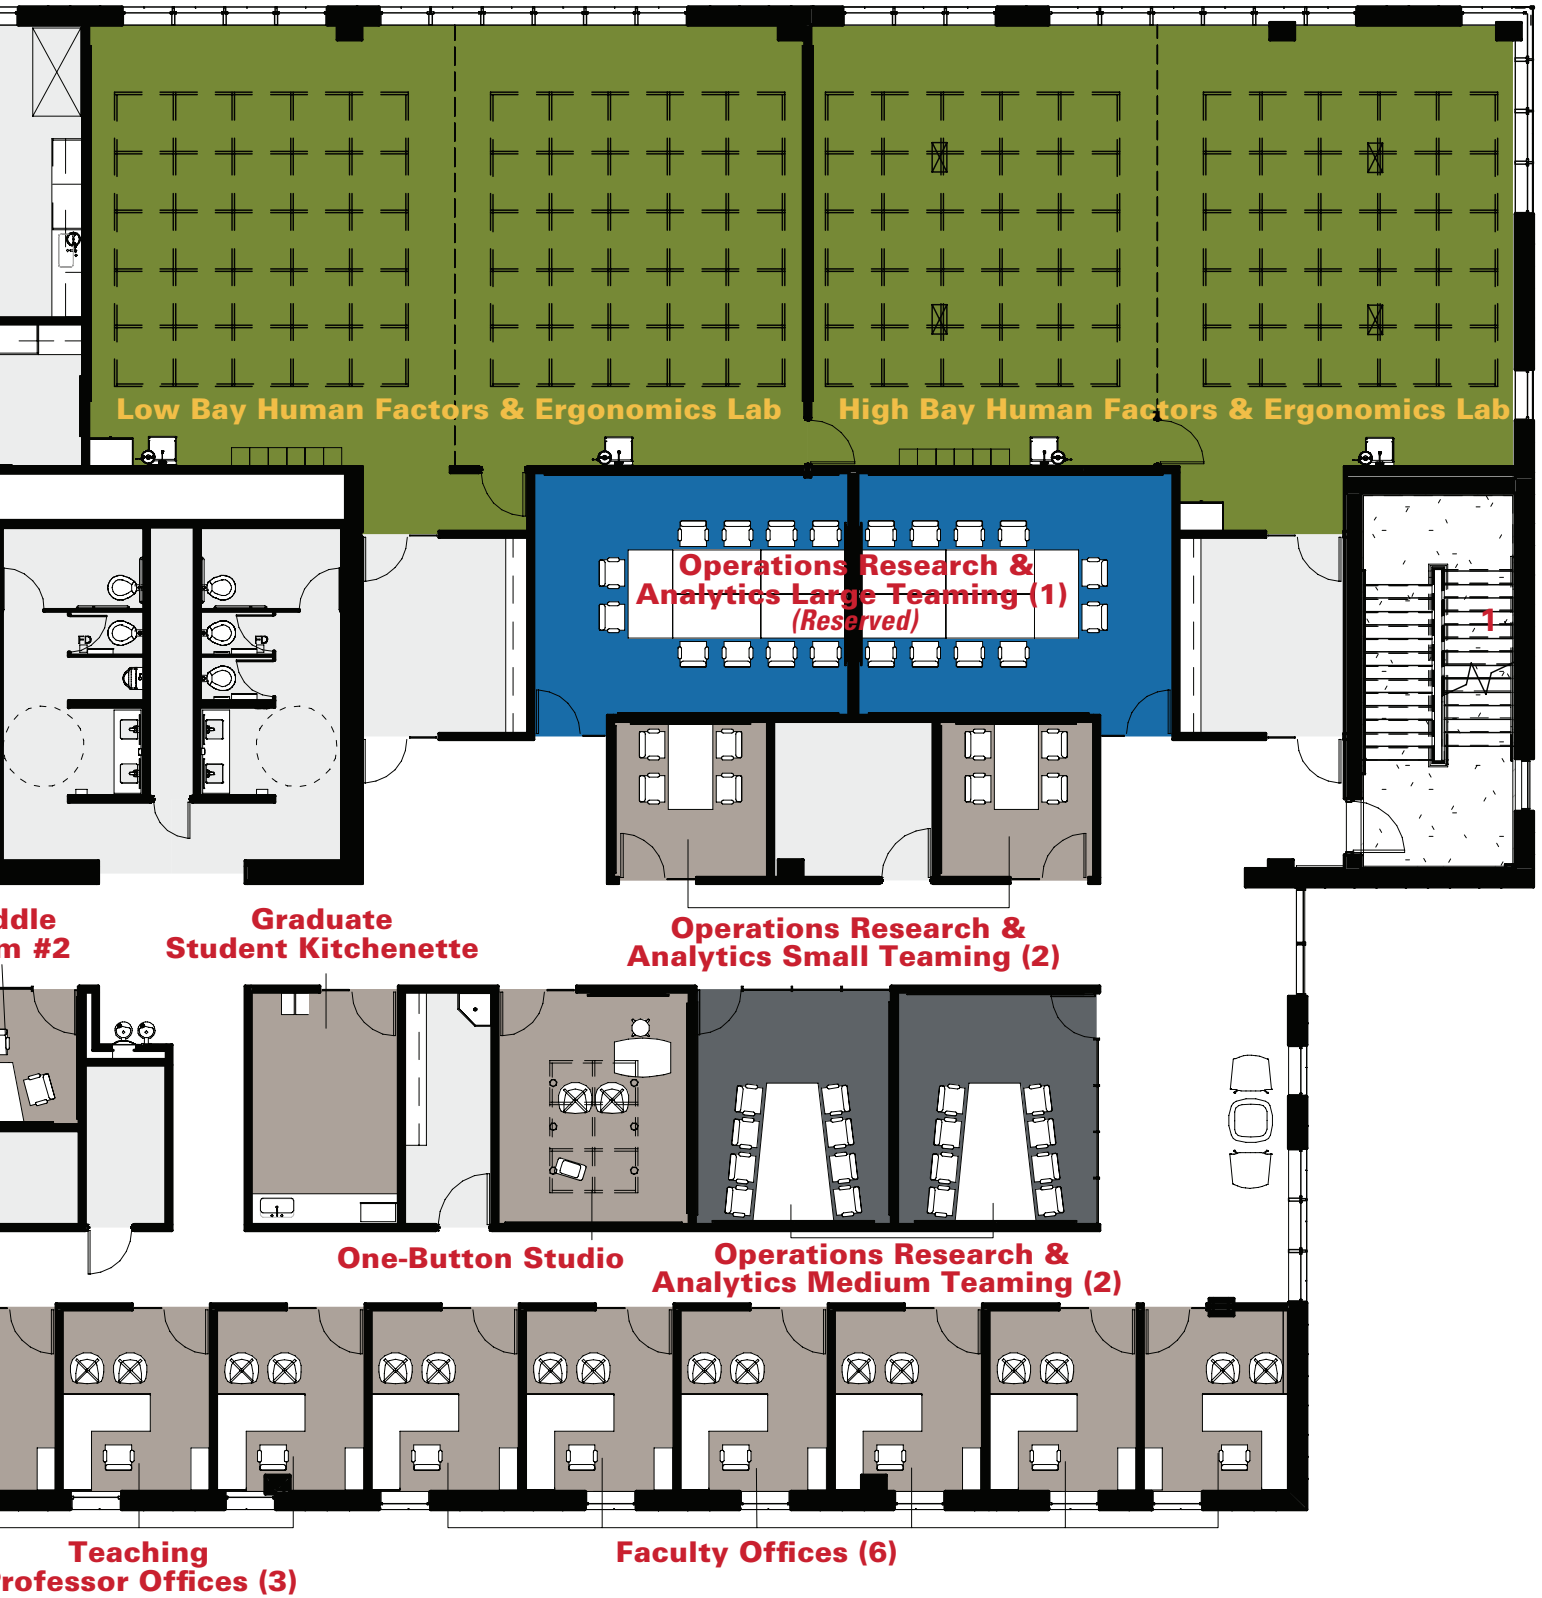 Low Bay Human Factors & Ergonomics Lab
High Bay Human Factors & Ergonomics Lab
Operations Research &
Analytics Large Teaming (1)
(Reserved)
1
FD
FD
ddle
m #2
Graduate
Student Kitchenette
Operations Research &
Analytics Small Teaming (2)
One-Button Studio
Operations Research &
Analytics Medium Teaming (2)
Teaching
rofessor Offices (3)
Faculty Offices (6)